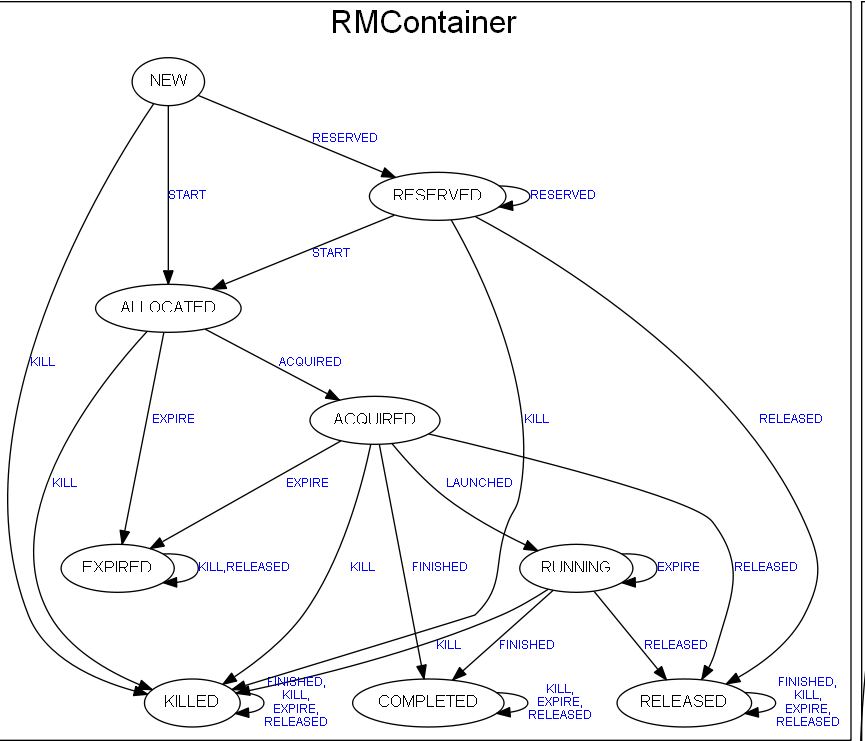 RMContainer
NEW
RESERVED
START
RESERVED
RESERVED
START
ALLOCATED
KILL
ACQUIRED
EXPIRE
ACQUIRED
KILL
RELEASED
KILL
EXPIRE
LAUNCHED
EXPIRED
KILL,RELEASED
KILL
FINISHED
RUNNING
EXPIRE
RELEASED
KILL
FINISHED
RELEASED
KILLED
FINISHED,
KILL,
EXPIRE,
RELEASED
COMPLETED
KILL,
EXPIRE,
RELEASED
RELEASED
FINISHED,
KILL,
EXPIRE,
RELEASED